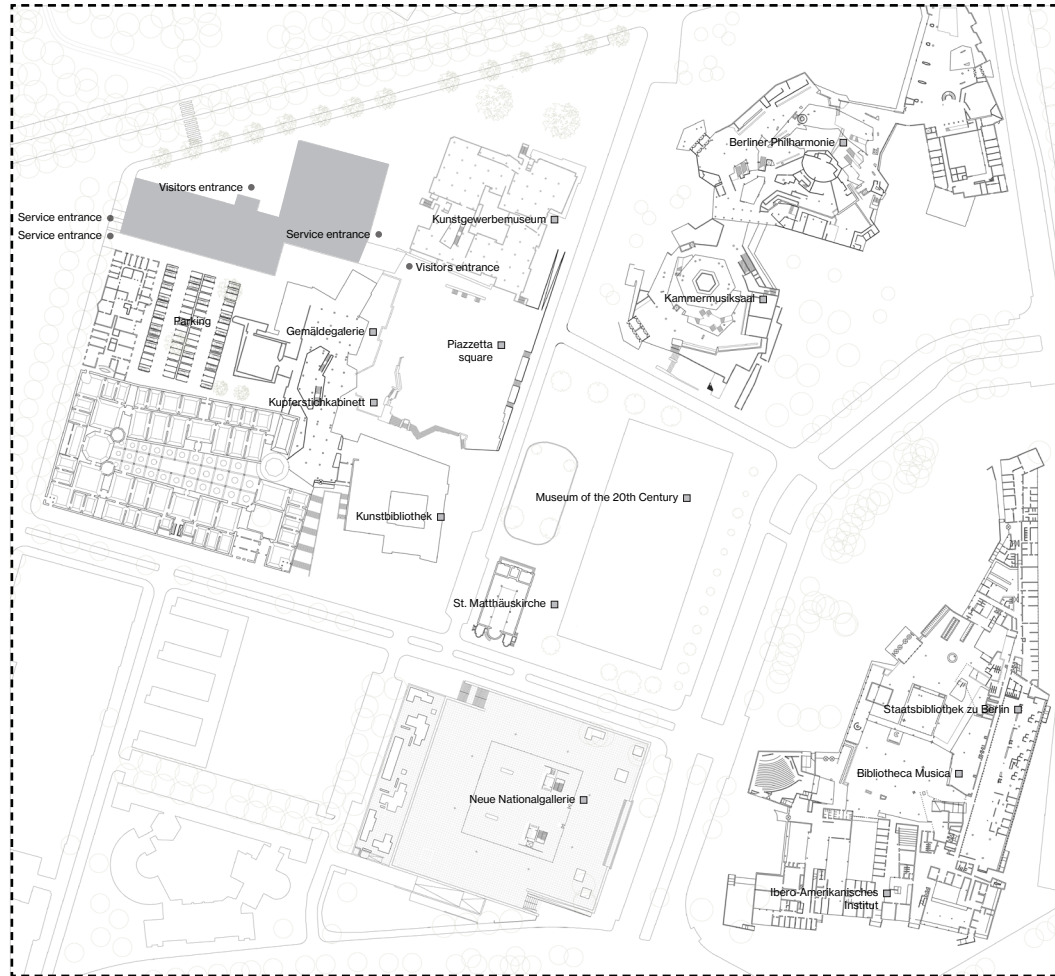 Berliner Philharmonie
Visitors entrance
Service entrance
Kunstgewerbemuseum
Service entrance
Service entrance
Visitors entrance
Kammermusiksaal
Parking
Gemäldegalerie
Piazzetta
square
Kupferstichkabinett
Museum of the 20th Century
Kunstbibliothek
St. Matthäuskirche
Staatsbibliothek zu Berlin
Bibliotheca Musica
Neue Nationalgallerie
Ibero-Amerikanisches
Institut